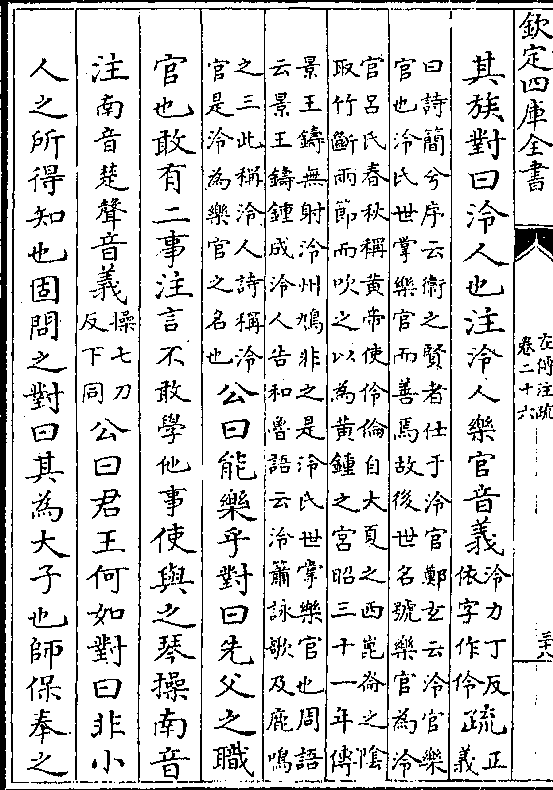 欽定四庫全書
左傳注疏
卷二十六
其族對曰泠人也注泠人樂官音義
泠力丁反
依字作伶
疏
正
義
曰詩簡兮序云衛之賢者仕于泠官鄭玄云泠官樂
官也泠氏世掌樂官而善焉故後世名號樂官為泠
官呂氏春秋稱黄帝使伶倫自大夏之西崑崙之隂
取竹斷兩節而吹之以為黄鍾之宮昭三十一年傳
景王鑄無射泠州鳩非之是泠氏世掌樂官也周語
云景王鑄鍾成泠人告和魯語云泠簫詠歌及鹿鳴
之三此稱泠人詩稱泠
官是泠為樂官之名也
公曰能樂乎對曰先父之職
官也敢有二事注言不敢學他事使與之琴操南音
注南音楚聲音義
操七刀
反下同
公曰君王何如對曰非小
人之所得知也固問之對曰其為大子也師保奉之